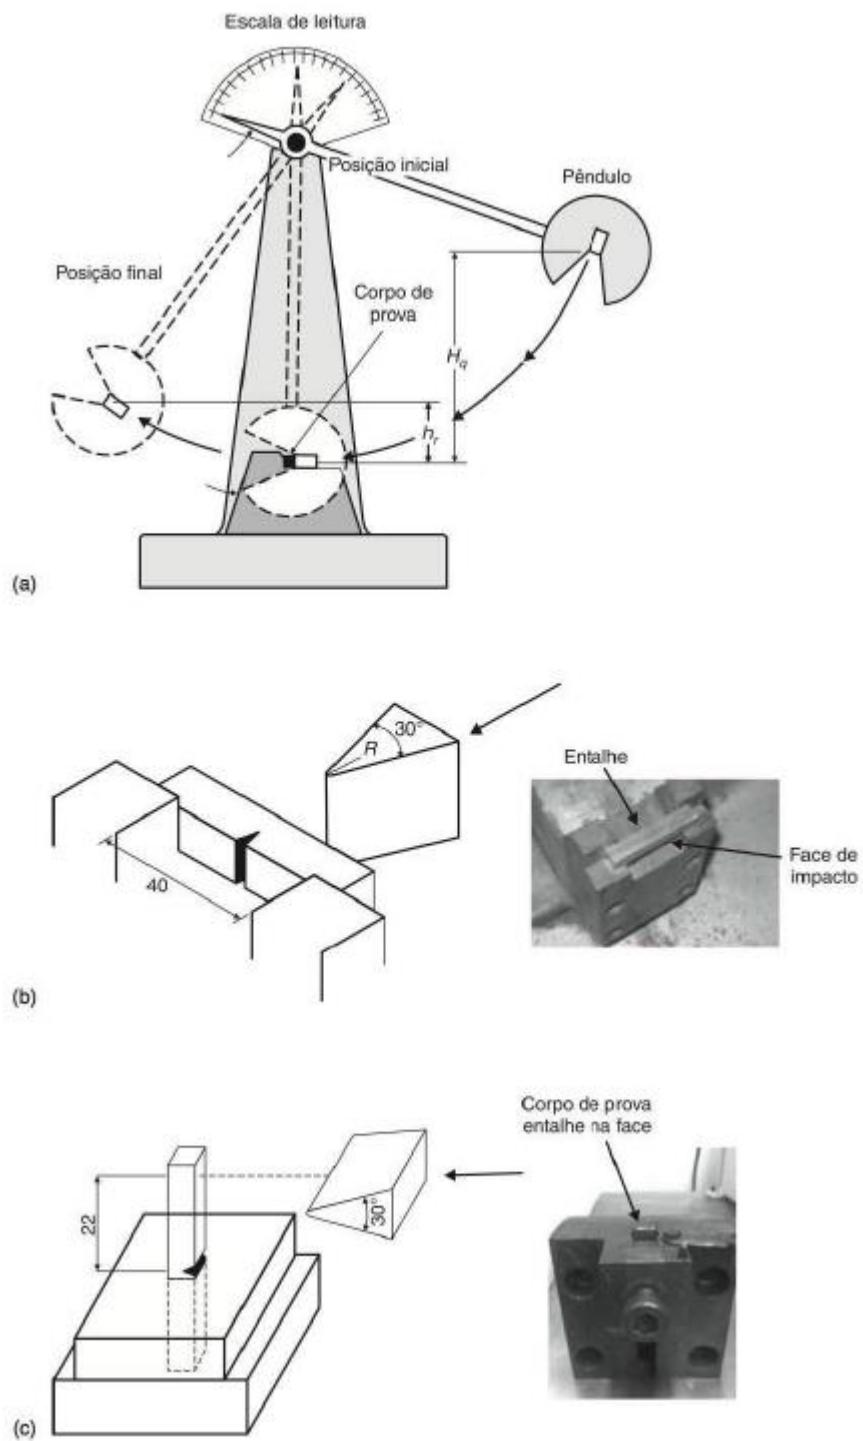 Escala de leitura
Posição inicial
Pêndulo
Posição final
Corpo de
prova
H_q
h_r
(a)
30°
R
40
Entalhe
Face de
impacto
(b)
22
30°
Corpo de prova
entalhe na face
(c)